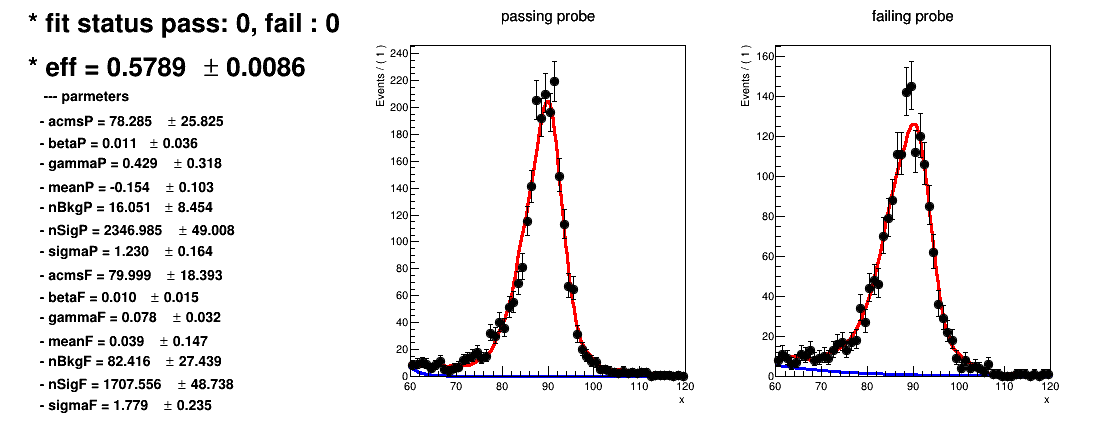 * fit status pass: 0, fail : 0
* eff = 0.5789 ± 0.0086
--- parmeters
- acmsP = 78.285 ± 25.825
- betaP = 0.011 ± 0.036
- gammaP = 0.429 ± 0.318
- meanP = -0.154 ± 0.103
- nBkgP = 16.051 ± 8.454
- nSigP = 2346.985 ± 49.008
- sigmaP = 1.230 ± 0.164
- acmsF = 79.999 ± 18.393
- betaF = 0.010 ± 0.015
- gammaF = 0.078 ± 0.032
- meanF = 0.039 ± 0.147
- nBkgF = 82.416 ± 27.439
- nSigF = 1707.556 ± 48.738
- sigmaF = 1.779 ± 0.235
passing probe
Events / ( 1 )
240
220
200
180
160
140
120
100
80
60
40
20
0
60 70 80 90 100 110 120
x
failing probe
Events / ( 1 )
160
140
120
100
80
60
40
20
0
60 70 80 90 100 110 120
x